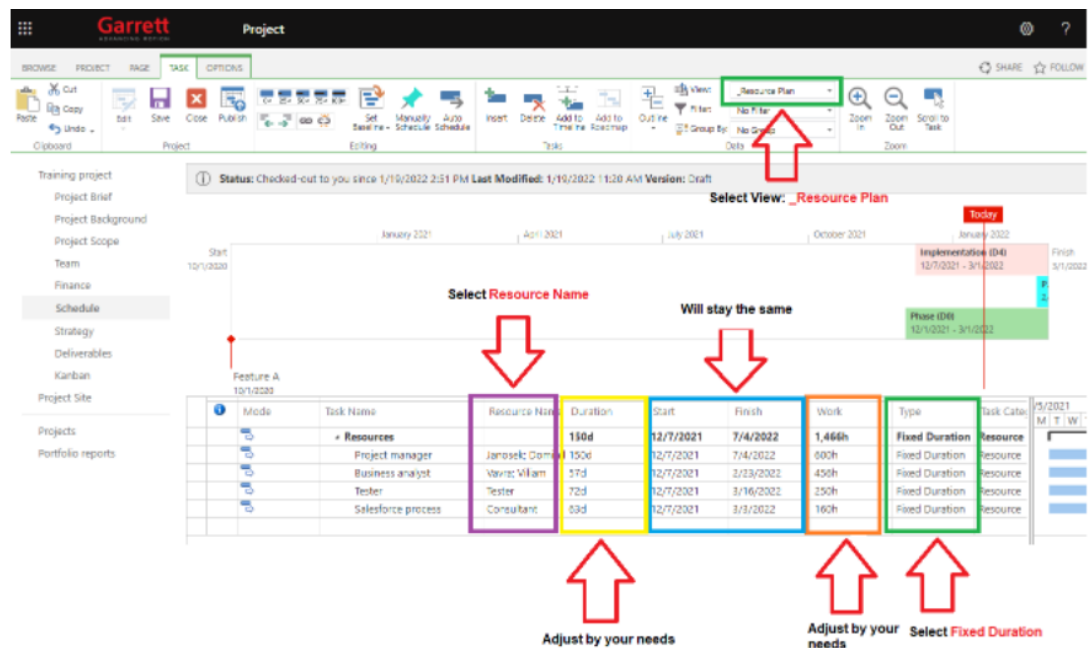 Garrett
ADVANCING MOTION
Project
?
BROWSE PROJECT PAGE TASK OPTIONS
SHARE FOLLOW
Paste
Cut
Copy
Undo
Edit
Save
Close
Publish
Set Baseline
Manually Schedule
Auto Schedule
Insert
Delete
Add to Timeline
Add to Roadmap
Outline
View: _Resource Plan
Filter: No Filter
Group By: No Group
Zoom In
Zoom Out
Scroll to Task
Clipboard Project Editing Tasks Data Zoom
Training project
Project Brief
Project Background
Project Scope
Team
Finance
Schedule
Strategy
Deliverables
Kanban
Project Site
Projects
Portfolio reports
Status: Checked-out to you since 1/19/2022 2:51 PM Last Modified: 1/19/2022 11:20 AM Version: Draft
Select View: _Resource Plan
Today
January 2021 April 2021 July 2021 October 2021 January 2022
Start
10/1/2020
Implementation (D4)
12/7/2021 - 3/1/2022
Finish
3/1/2022
Select Resource Name
Will stay the same
Phase (D0)
12/1/2021 - 3/1/2022
Feature A
10/1/2020
Mode Task Name Resource Name Duration Start Finish Work Type Task Cate /5/2021
M T W
Resources 150d 12/7/2021 7/4/2022 1,466h Fixed Duration Resource
Project manager Janosek; Domi 150d 12/7/2021 7/4/2022 600h Fixed Duration Resource
Business analyst Vavra; Viliam 57d 12/7/2021 2/23/2022 456h Fixed Duration Resource
Tester Tester 72d 12/7/2021 3/16/2022 250h Fixed Duration Resource
Salesforce process Consultant 63d 12/7/2021 3/3/2022 160h Fixed Duration Resource
Adjust by your needs
Adjust by your
needs
Select Fixed Duration